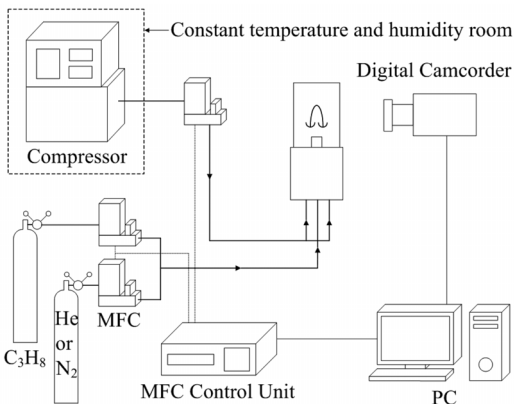 Constant temperature and humidity room
Digital Camcorder
Compressor
He
or
N₂
MFC
C₃H₈
MFC Control Unit
PC